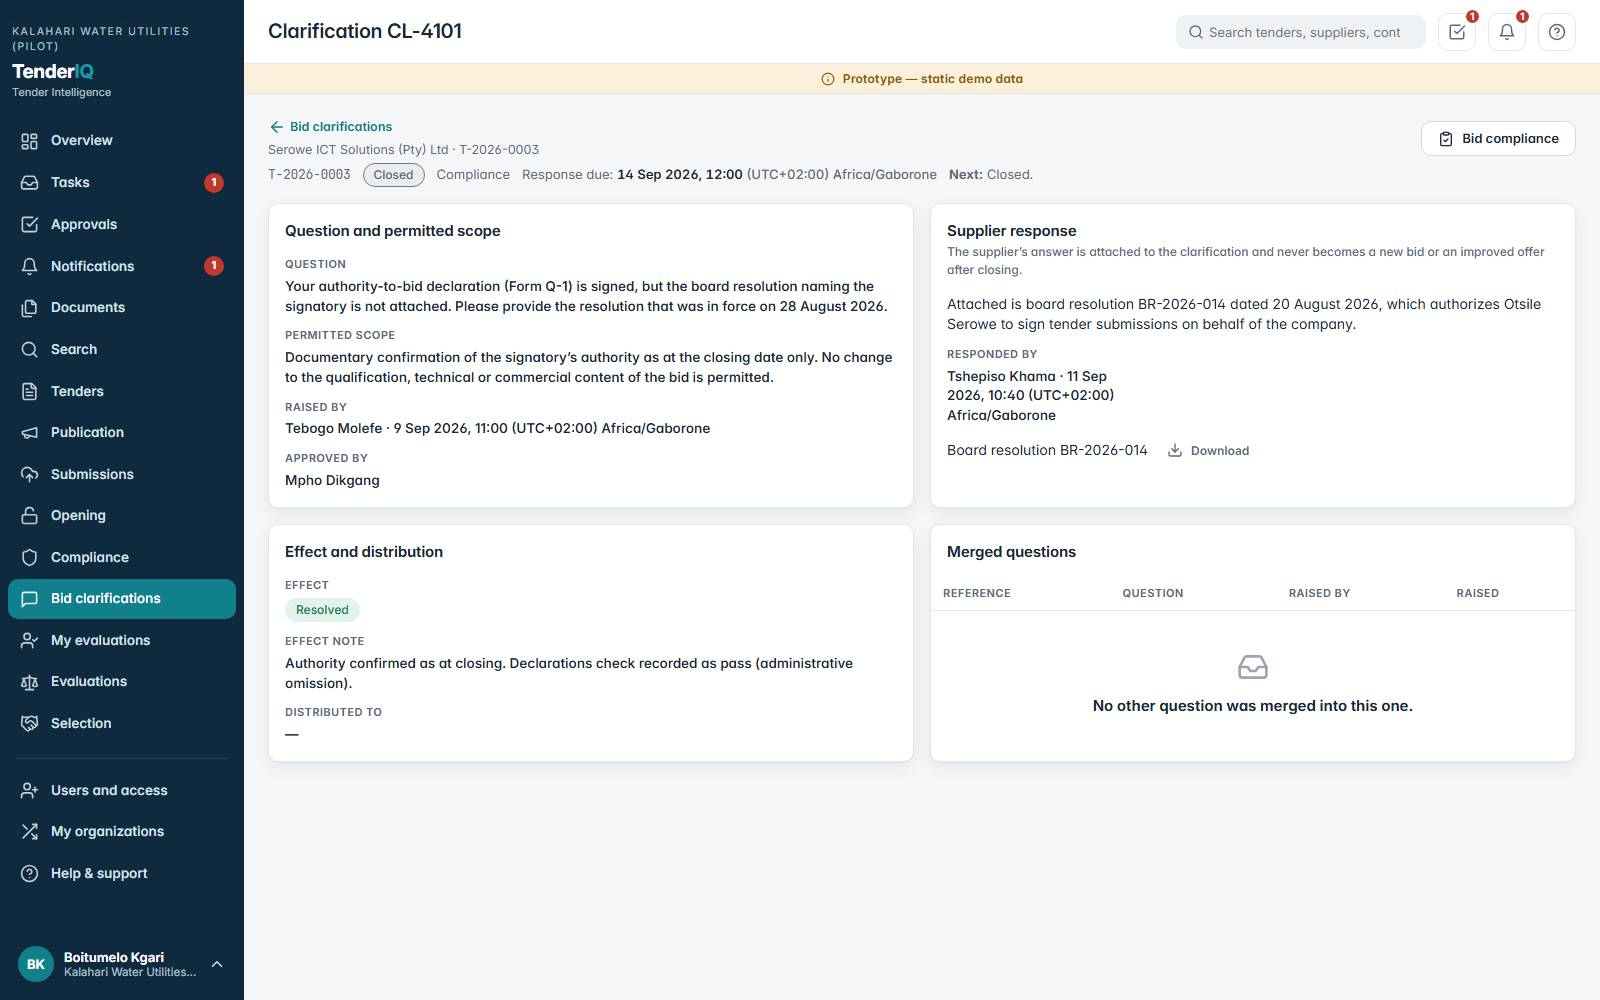 KALAHARI WATER UTILITIES
(PILOT)
TenderIQ
Tender Intelligence
Overview
Tasks 1
Approvals
Notifications 1
Documents
Search
Tenders
Publication
Submissions
Opening
Compliance
Bid clarifications
My evaluations
Evaluations
Selection
Users and access
My organizations
Help & support
BK
Boitumelo Kgari
Kalahari Water Utilities...
Clarification CL-4101
Search tenders, suppliers, cont
1
1
Prototype — static demo data
Bid clarifications
Serowe ICT Solutions (Pty) Ltd · T-2026-0003
T-2026-0003 Closed Compliance Response due: 14 Sep 2026, 12:00 (UTC+02:00) Africa/Gaborone Next: Closed.
Bid compliance
Question and permitted scope
QUESTION
Your authority-to-bid declaration (Form Q-1) is signed, but the board resolution naming the
signatory is not attached. Please provide the resolution that was in force on 28 August 2026.
PERMITTED SCOPE
Documentary confirmation of the signatory’s authority as at the closing date only. No change
to the qualification, technical or commercial content of the bid is permitted.
RAISED BY
Tebogo Molefe · 9 Sep 2026, 11:00 (UTC+02:00) Africa/Gaborone
APPROVED BY
Mpho Dikgang
Supplier response
The supplier’s answer is attached to the clarification and never becomes a new bid or an improved offer
after closing.
Attached is board resolution BR-2026-014 dated 20 August 2026, which authorizes Otsile
Serowe to sign tender submissions on behalf of the company.
RESPONDED BY
Tshepiso Khama · 11 Sep
2026, 10:40 (UTC+02:00)
Africa/Gaborone
Board resolution BR-2026-014 Download
Effect and distribution
EFFECT
Resolved
EFFECT NOTE
Authority confirmed as at closing. Declarations check recorded as pass (administrative
omission).
DISTRIBUTED TO
—
Merged questions
REFERENCE QUESTION RAISED BY RAISED
No other question was merged into this one.